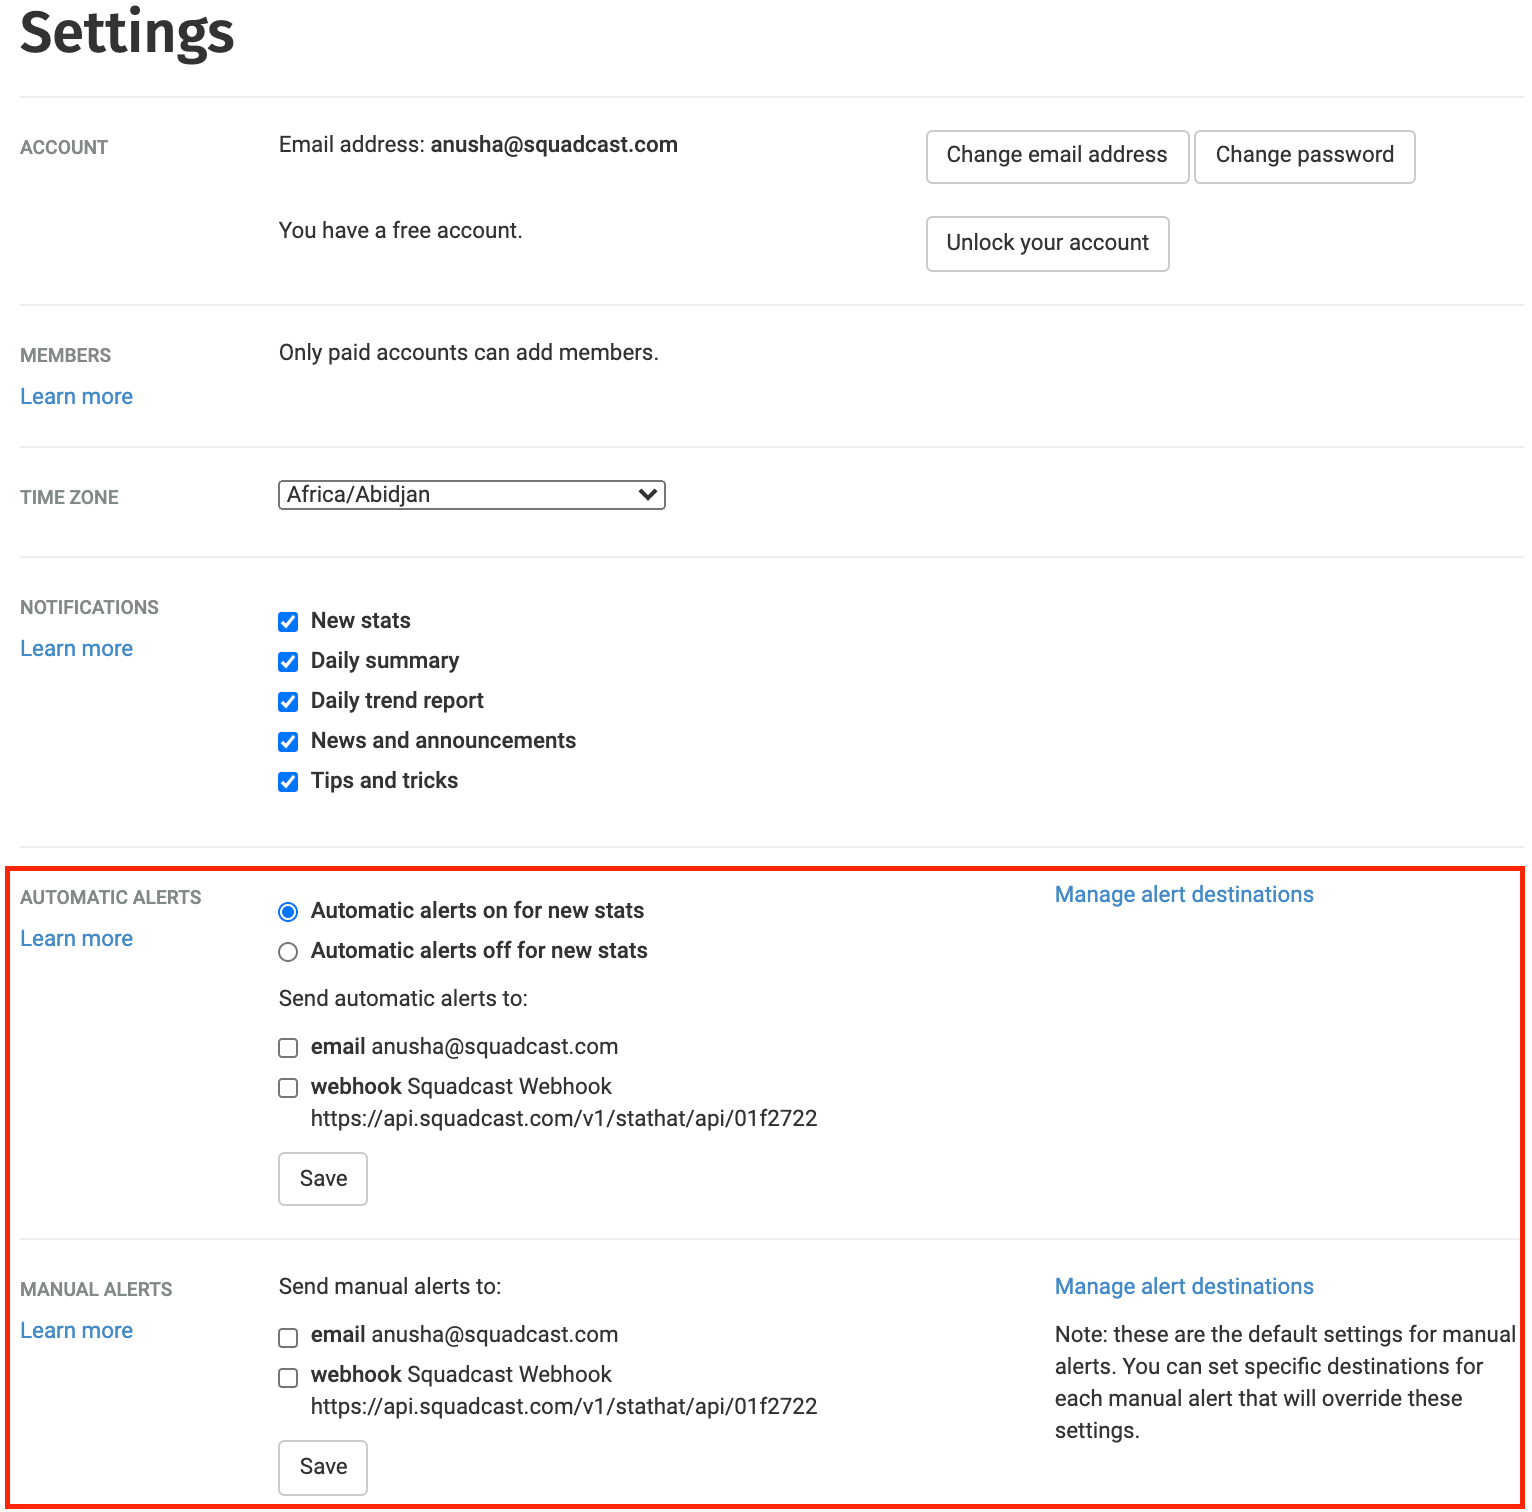 Settings
ACCOUNT
Email address: anusha@squadcast.com
Change email address
Change password
You have a free account.
Unlock your account
MEMBERS
Only paid accounts can add members.
Learn more
TIME ZONE
Africa/Abidjan
NOTIFICATIONS
Learn more
New stats
Daily summary
Daily trend report
News and announcements
Tips and tricks
AUTOMATIC ALERTS
Learn more
Automatic alerts on for new stats
Automatic alerts off for new stats
Manage alert destinations
Send automatic alerts to:
email anusha@squadcast.com
webhook Squadcast Webhook
https://api.squadcast.com/v1/stathat/api/01f2722
Save
MANUAL ALERTS
Learn more
Send manual alerts to:
email anusha@squadcast.com
webhook Squadcast Webhook
https://api.squadcast.com/v1/stathat/api/01f2722
Save
Manage alert destinations
Note: these are the default settings for manual
alerts. You can set specific destinations for
each manual alert that will override these
settings.